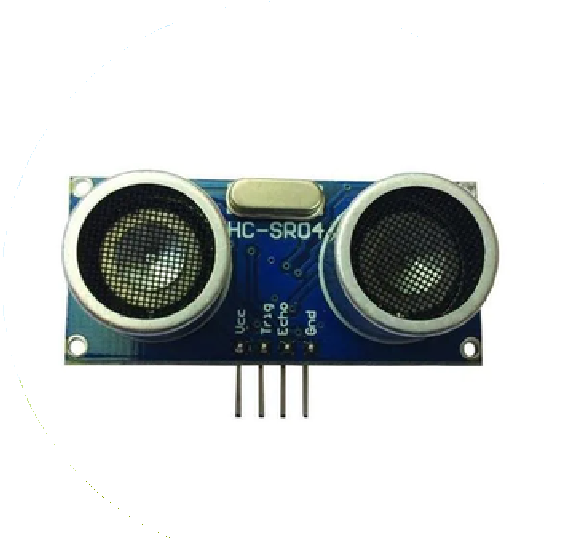 HC-SR04
Vcc
Trig
Echo
Gnd